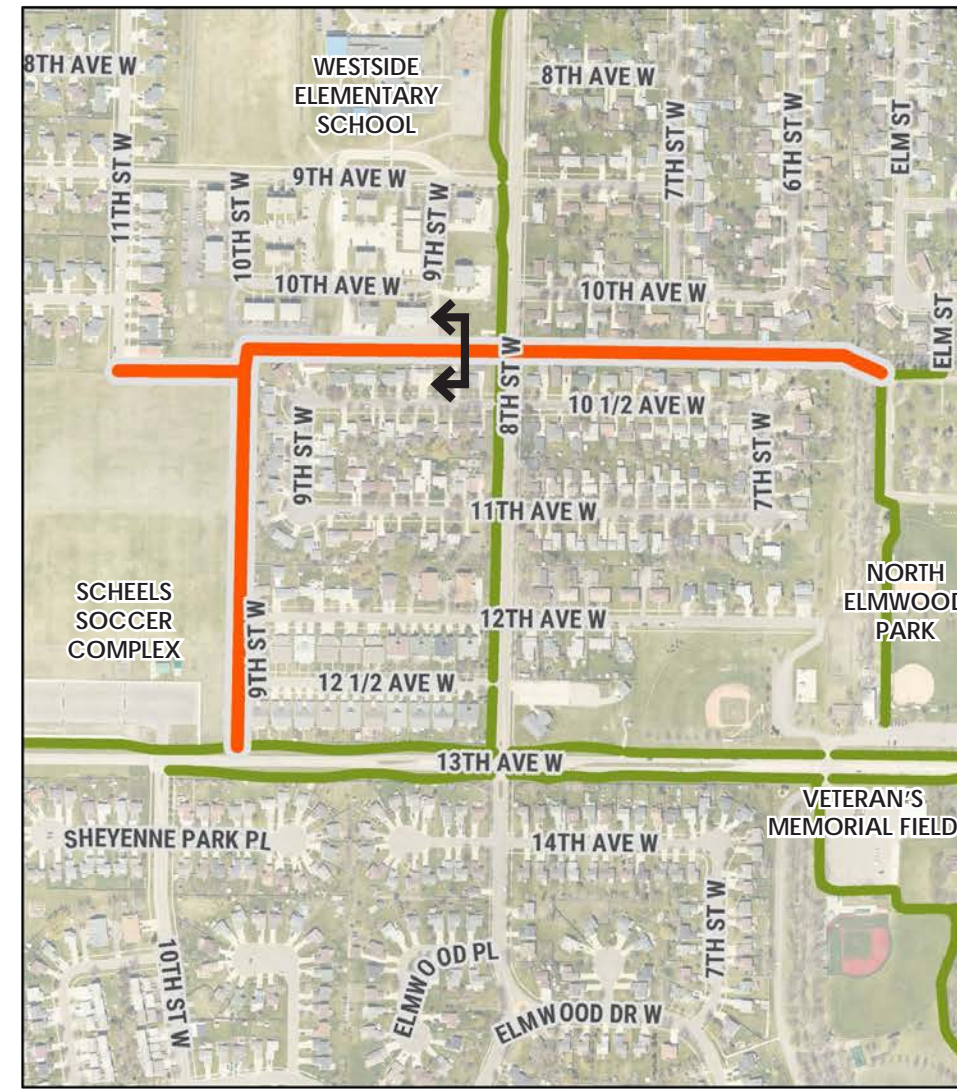 8TH AVE W
WESTSIDE
ELEMENTARY
SCHOOL
8TH AVE W
11TH ST W
10TH ST W
9TH AVE W
9TH ST W
7TH ST W
6TH ST W
ELM ST
10TH AVE W
10TH AVE W
ELM ST
8TH ST W
10 1/2 AVE W
9TH ST W
7TH ST W
11TH AVE W
SCHEELS
SOCCER
COMPLEX
NORTH
ELMWOOD
PARK
9TH ST W
12TH AVE W
12 1/2 AVE W
13TH AVE W
VETERAN'S
MEMORIAL FIELD
SHEYENNE PARK PL
14TH AVE W
10TH ST W
ELMWOOD PL
7TH ST W
ELMWOOD DR W